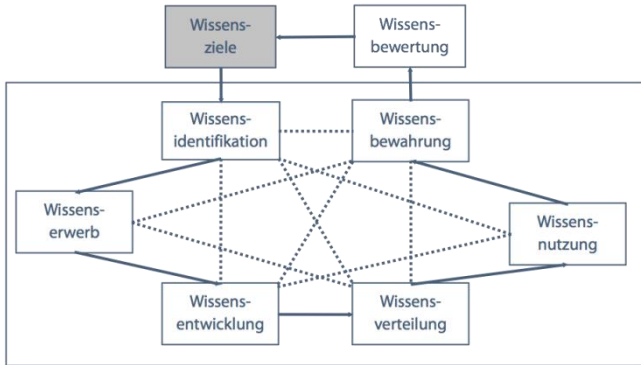 Wissens-
ziele
Wissens-
bewertung
Wissens-
identifikation
Wissens-
bewahrung
Wissens-
erwerb
Wissens-
nutzung
Wissens-
entwicklung
Wissens-
verteilung